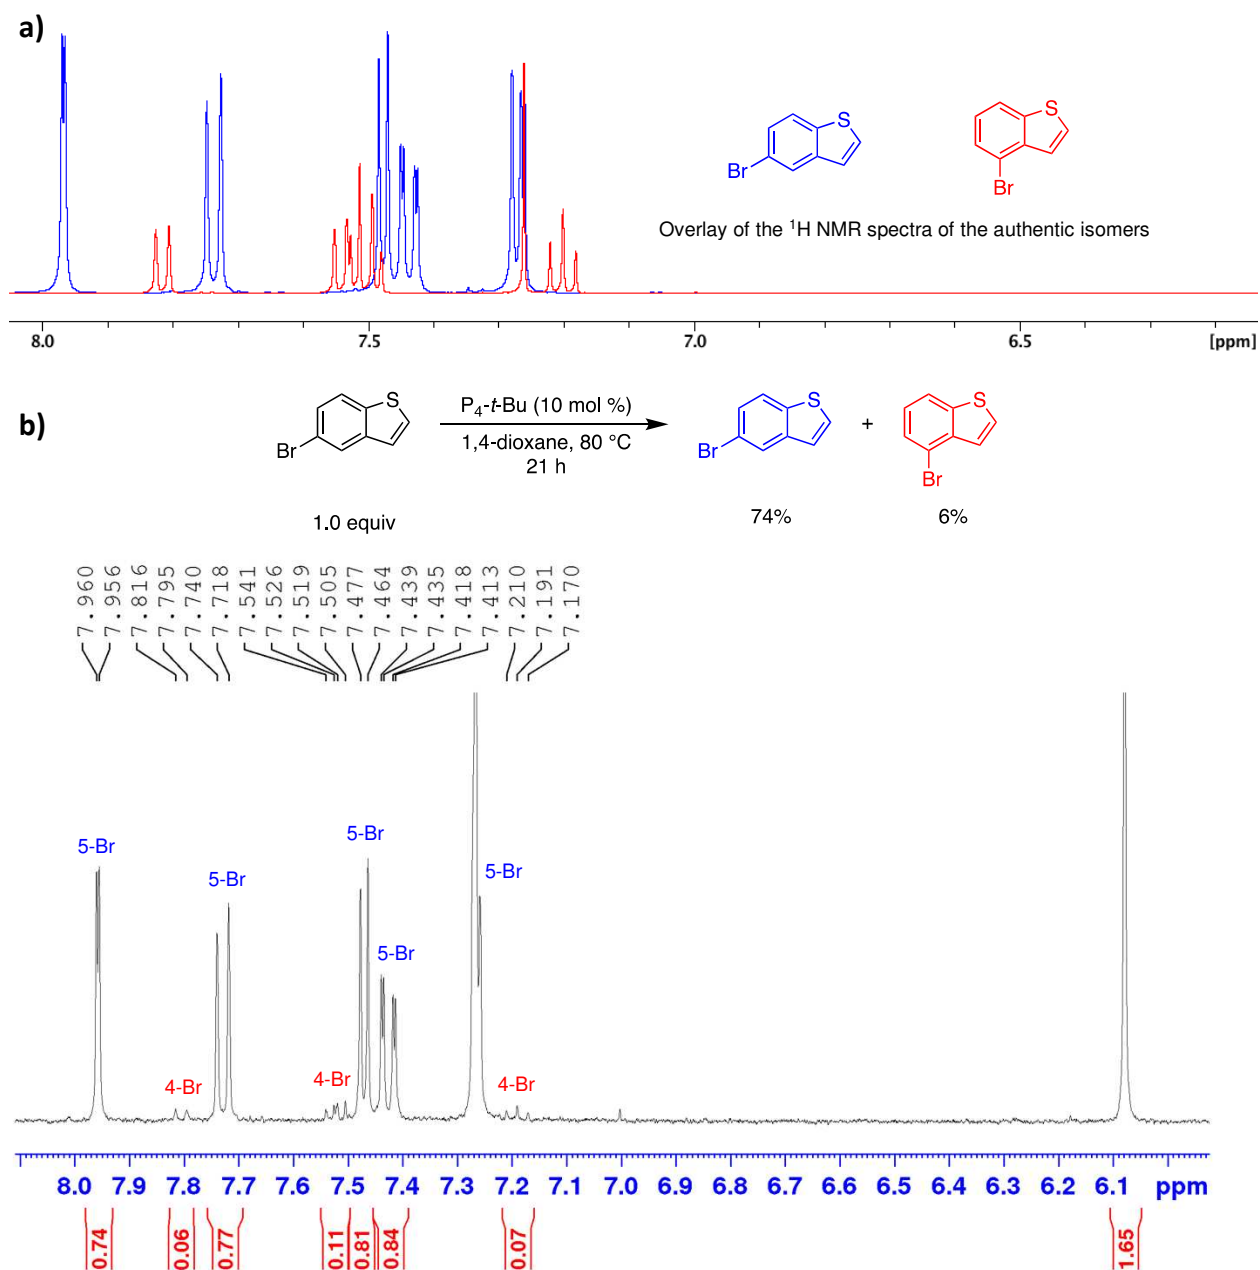 a)
S
Br
S
Br
Overlay of the ¹H NMR spectra of the authentic isomers
8.0 7.5 7.0 6.5 [ppm]
b)
S
Br
P₄-t-Bu (10 mol %)
1,4-dioxane, 80 °C
21 h
S
Br
+
S
Br
1.0 equiv
74%
6%
7.960
7.956
7.816
7.795
7.740
7.718
7.541
7.526
7.519
7.505
7.477
7.464
7.439
7.435
7.418
7.413
7.210
7.191
7.170
5-Br
5-Br
5-Br
5-Br
5-Br
4-Br
4-Br
4-Br
8.0 7.9 7.8 7.7 7.6 7.5 7.4 7.3 7.2 7.1 7.0 6.9 6.8 6.7 6.6 6.5 6.4 6.3 6.2 6.1 ppm
0.74
0.06
0.77
0.11
0.81
0.84
0.07
1.65